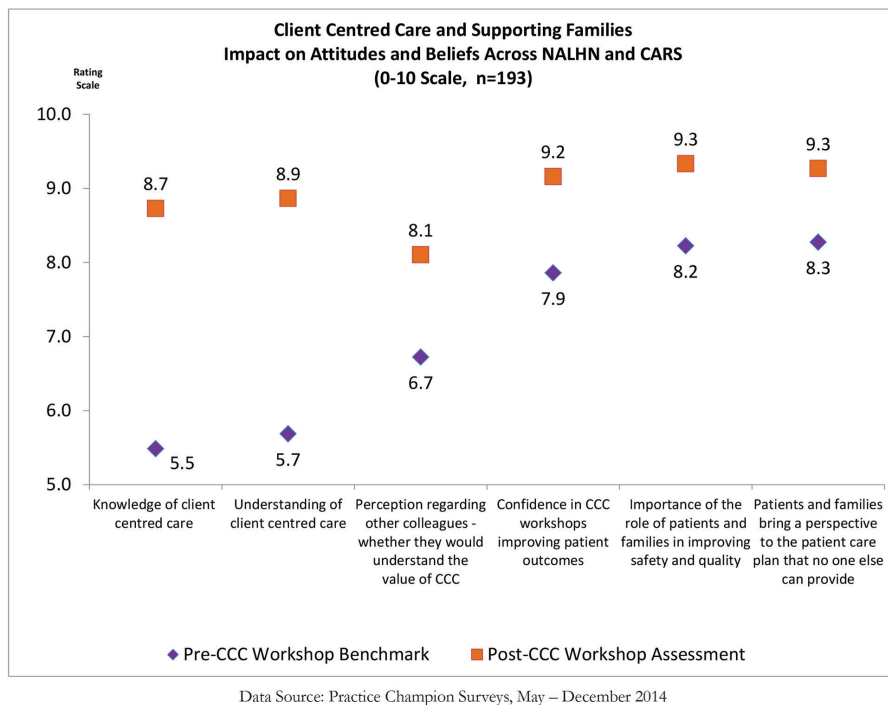 Client Centred Care and Supporting Families
Impact on Attitudes and Beliefs Across NALHN and CARS
(0-10 Scale, n=193)
Rating
Scale
10.0
9.0
8.0
7.0
6.0
5.0
8.7
8.9
8.1
9.2
9.3
9.3
5.5
5.7
6.7
7.9
8.2
8.3
Knowledge of client
centred care
Understanding of
client centred care
Perception regarding
other colleagues -
whether they would
understand the
value of CCC
Confidence in CCC
workshops
improving patient
outcomes
Importance of the
role of patients and
families in improving
safety and quality
Patients and families
bring a perspective
to the patient care
plan that no one else
can provide
Pre-CCC Workshop Benchmark
Post-CCC Workshop Assessment
Data Source: Practice Champion Surveys, May – December 2014